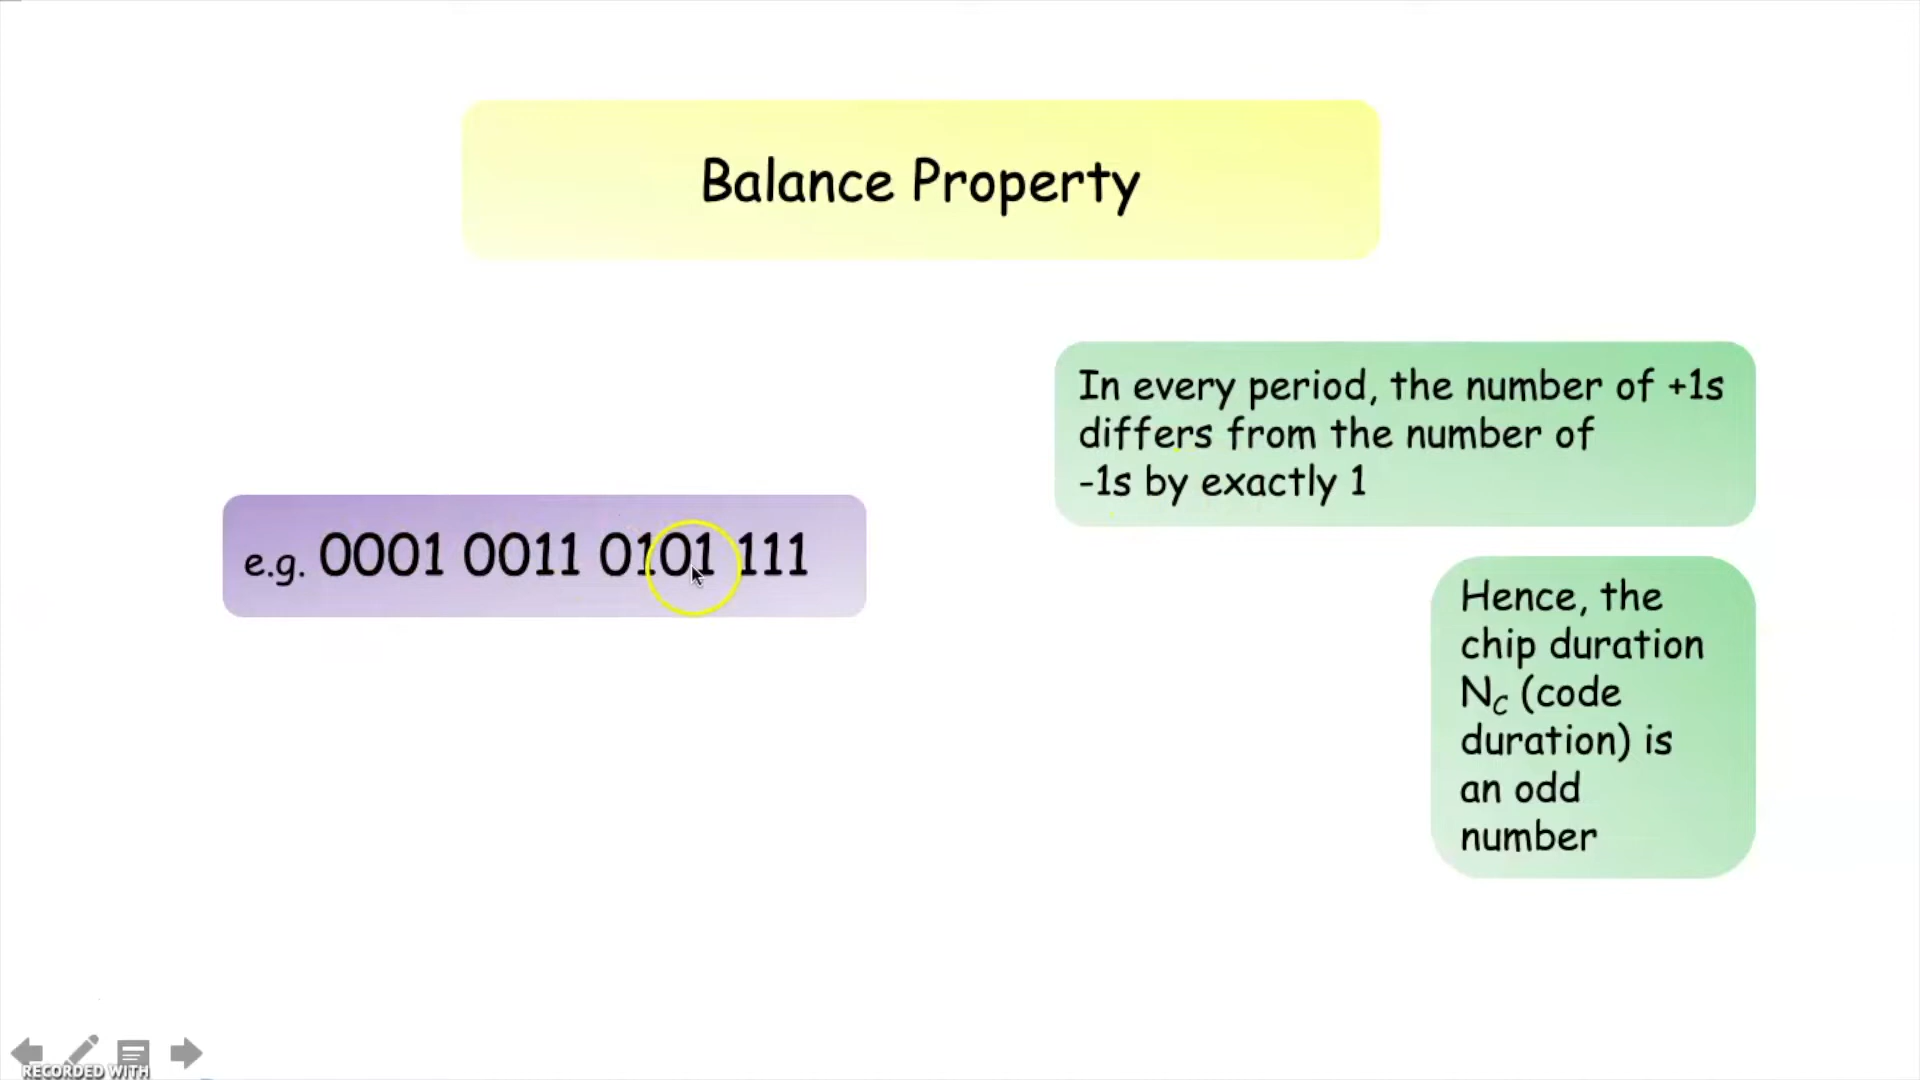 Balance Property
In every period, the number of +1s
differs from the number of
-1s by exactly 1
e.g. 0001 0011 0101 111
Hence, the
chip duration
N_C (code
duration) is
an odd
number
RECORDED WITH